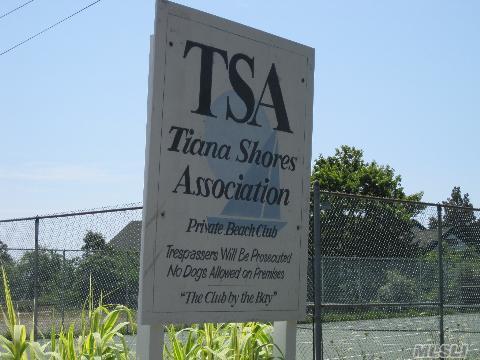 TSA
Tiana Shores
Association
Private Beach Club
Trespassers Will Be Prosecuted
No Dogs Allowed on Premises
"The Club by the Bay"
MLSLI